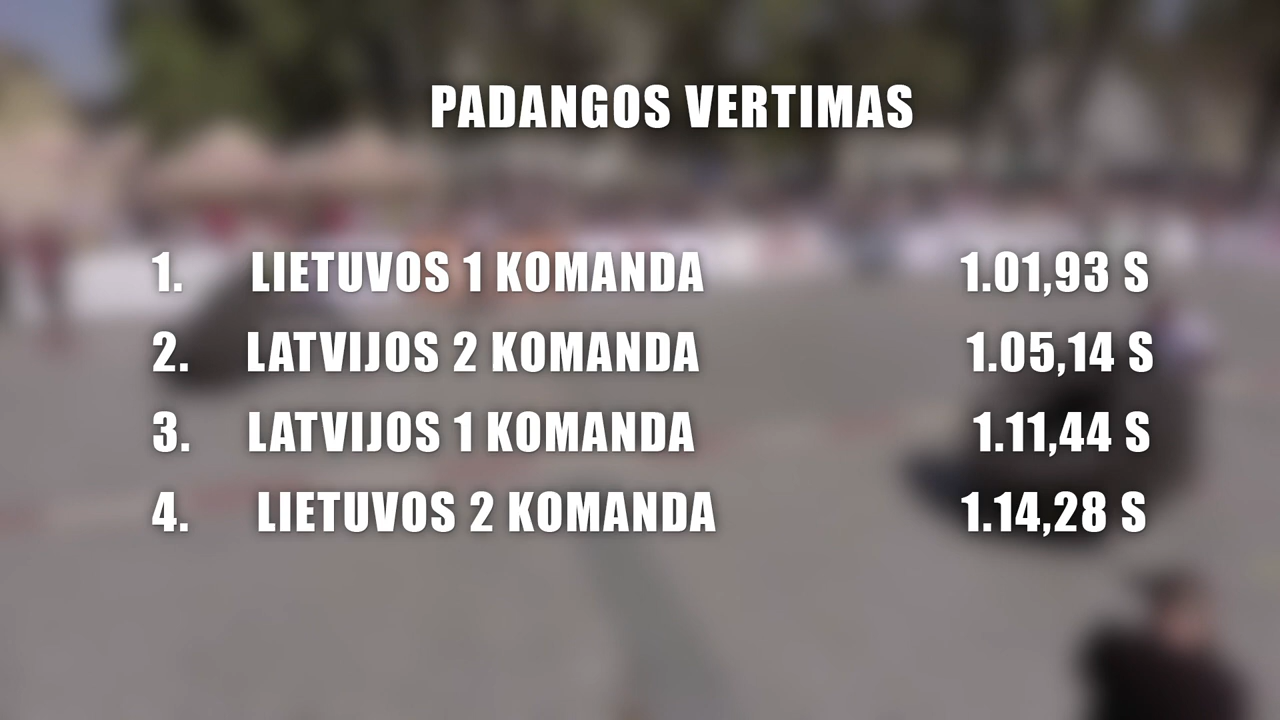 PADANGOS VERTIMAS
1. LIETUVOS 1 KOMANDA 1.01,93 S
2. LATVIJOS 2 KOMANDA 1.05,14 S
3. LATVIJOS 1 KOMANDA 1.11,44 S
4. LIETUVOS 2 KOMANDA 1.14,28 S